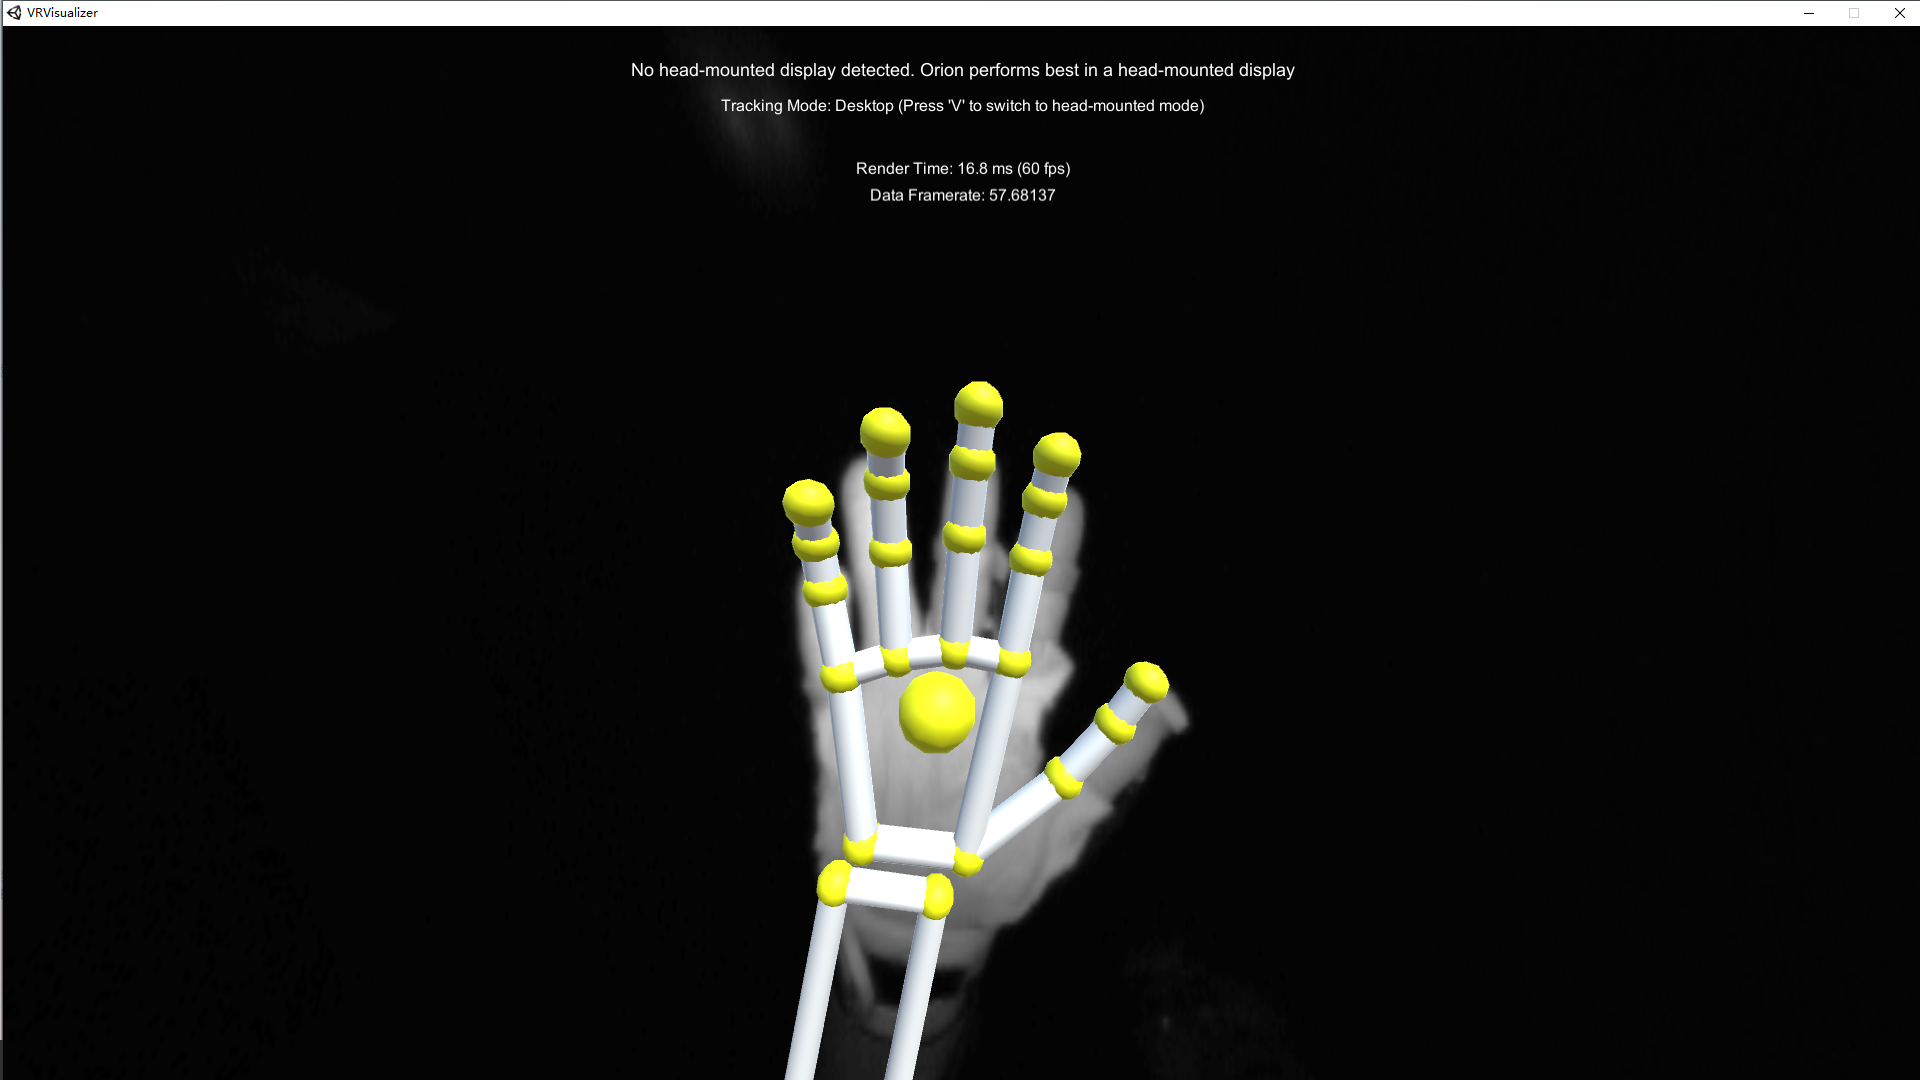 VRVisualizer
No head-mounted display detected. Orion performs best in a head-mounted display
Tracking Mode: Desktop (Press 'V' to switch to head-mounted mode)
Render Time: 16.8 ms (60 fps)
Data Framerate: 57.68137